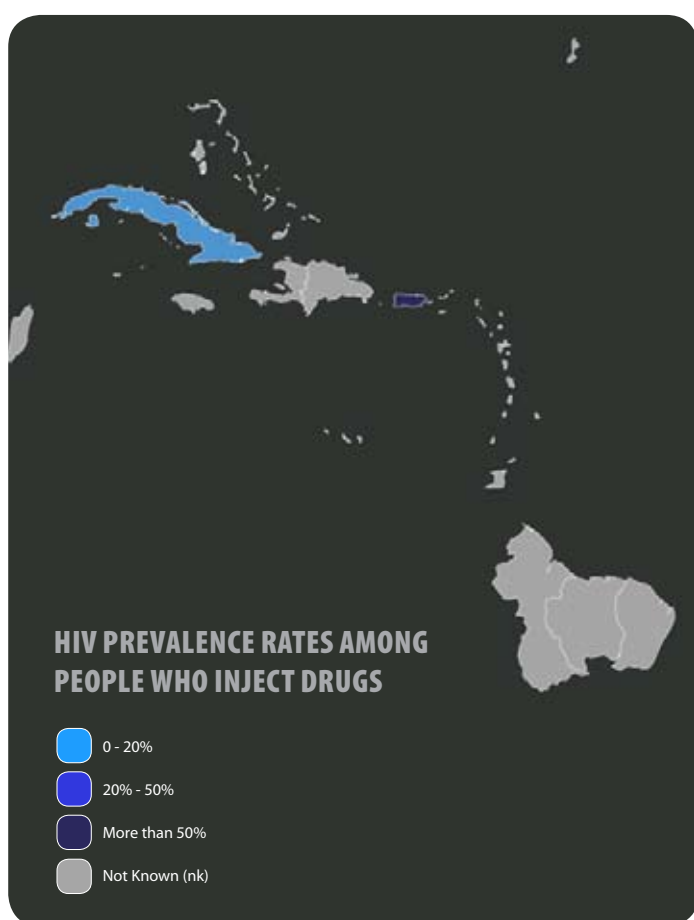 HIV PREVALENCE RATES AMONG
PEOPLE WHO INJECT DRUGS
0 - 20%
20% - 50%
More than 50%
Not Known (nk)